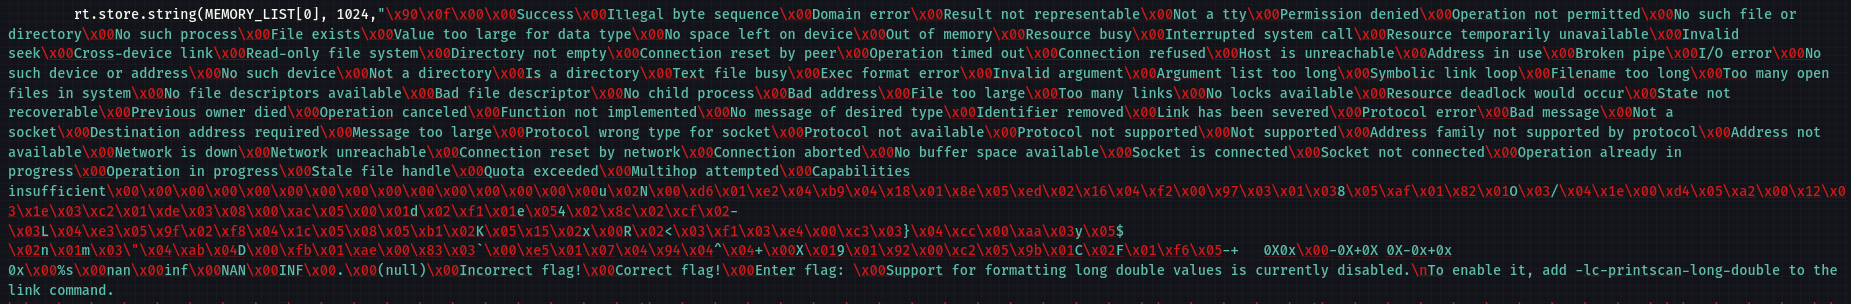 rt.store.string(MEMORY_LIST[0], 1024,"\x90\x0f\x00\x00Success\x00Illegal byte sequence\x00Domain error\x00Result not representable\x00Not a tty\x00Permission denied\x00Operation not permitted\x00No such file or
directory\x00No such process\x00File exists\x00Value too large for data type\x00No space left on device\x00Out of memory\x00Resource busy\x00Interrupted system call\x00Resource temporarily unavailable\x00Invalid
seek\x00Cross-device link\x00Read-only file system\x00Directory not empty\x00Connection reset by peer\x00Operation timed out\x00Connection refused\x00Host is unreachable\x00Address in use\x00Broken pipe\x00I/O error\x00No
such device or address\x00No such device\x00Not a directory\x00Is a directory\x00Text file busy\x00Exec format error\x00Invalid argument\x00Argument list too long\x00Symbolic link loop\x00Filename too long\x00Too many open
files in system\x00No file descriptors available\x00Bad file descriptor\x00No child process\x00Bad address\x00File too large\x00Too many links\x00No locks available\x00Resource deadlock would occur\x00State not
recoverable\x00Previous owner died\x00Operation canceled\x00Function not implemented\x00No message of desired type\x00Identifier removed\x00Link has been severed\x00Protocol error\x00Bad message\x00Not a
socket\x00Destination address required\x00Message too large\x00Protocol wrong type for socket\x00Protocol not available\x00Protocol not supported\x00Not supported\x00Address family not supported by protocol\x00Address not
available\x00Network is down\x00Network unreachable\x00Connection reset by network\x00Connection aborted\x00No buffer space available\x00Socket is connected\x00Socket not connected\x00Operation already in
progress\x00Operation in progress\x00Stale file handle\x00Quota exceeded\x00Multihop attempted\x00Capabilities
insufficient\x00\x00\x00\x00\x00\x00\x00\x00\x00\x00\x00\x00u\x02N\x00\xd6\x01\xe2\x04\xb9\x04\x18\x01\x8e\x05\xed\x02\x16\x04\xf2\x00\x97\x03\x01\x038\x05\xaf\x01\x82\x01O\x03/\x04\x1e\x00\xd4\x05\xa2\x00\x12\x0
3\x1e\x03\xc2\x01\xde\x03\x08\x00\xac\x05\x00\x01d\x02\xf1\x01e\x054\x02\x8c\x02\xcf\x02-
\x03L\x04\xe3\x05\x9f\x02\xf8\x04\x1c\x05\x08\x05\xb1\x02K\x05\x15\x02x\x00R\x02<\x03\xf1\x03\xe4\x00\xc3\x03}\x04\xcc\x00\xaa\x03y\x05$
\x02n\x01m\x03\"\x04\xab\x04D\x00\xfb\x01\xae\x00\x83\x03`\x00\xe5\x01\x07\x04\x94\x04^\x04+\x00X\x019\x01\x92\x00\xc2\x05\x9b\x01C\x02F\x01\xf6\x05-+   0X0x\x00-0X+0X 0X-0x+0x
0x\x00%s\x00nan\x00inf\x00NAN\x00INF\x00.\x00(null)\x00Incorrect flag!\x00Correct flag!\x00Enter flag: \x00Support for formatting long double values is currently disabled.\nTo enable it, add -lc-printscan-long-double to the
link command.